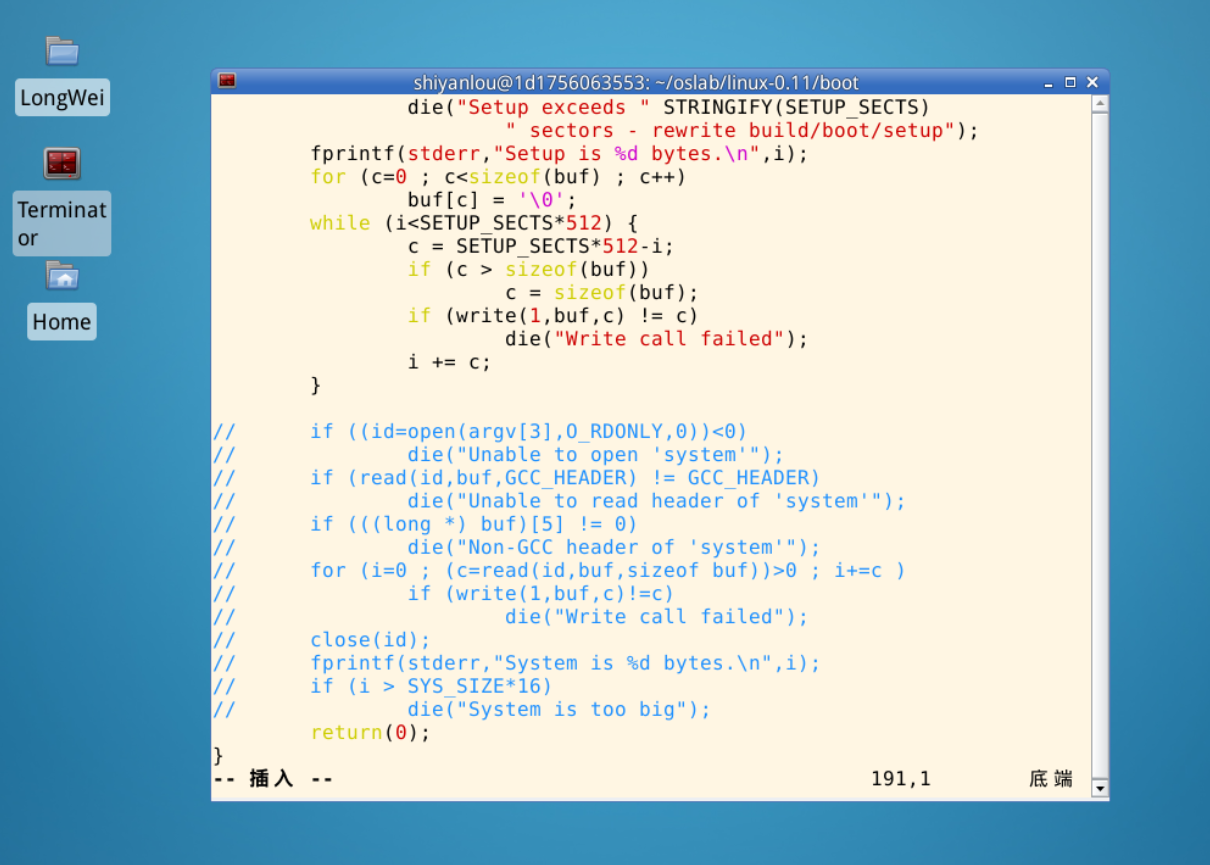 LongWei
Terminat
or
Home
shiyanlou@1d1756063553: ~/oslab/linux-0.11/boot
die("Setup exceeds " STRINGIFY(SETUP_SECTS)
" sectors - rewrite build/boot/setup");
fprintf(stderr,"Setup is %d bytes.\n",i);
for (c=0 ; c<sizeof(buf) ; c++)
buf[c] = '\0';
while (i<SETUP_SECTS*512) {
c = SETUP_SECTS*512-i;
if (c > sizeof(buf))
c = sizeof(buf);
if (write(1,buf,c) != c)
die("Write call failed");
i += c;
}
// if ((id=open(argv[3],O_RDONLY,0))<0)
// die("Unable to open 'system'");
// if (read(id,buf,GCC_HEADER) != GCC_HEADER)
// die("Unable to read header of 'system'");
// if (((long *) buf)[5] != 0)
// die("Non-GCC header of 'system'");
// for (i=0 ; (c=read(id,buf,sizeof buf))>0 ; i+=c )
// if (write(1,buf,c)!=c)
// die("Write call failed");
// close(id);
// fprintf(stderr,"System is %d bytes.\n",i);
// if (i > SYS_SIZE*16)
// die("System is too big");
return(0);
}
-- 插入 -- 191,1 底端